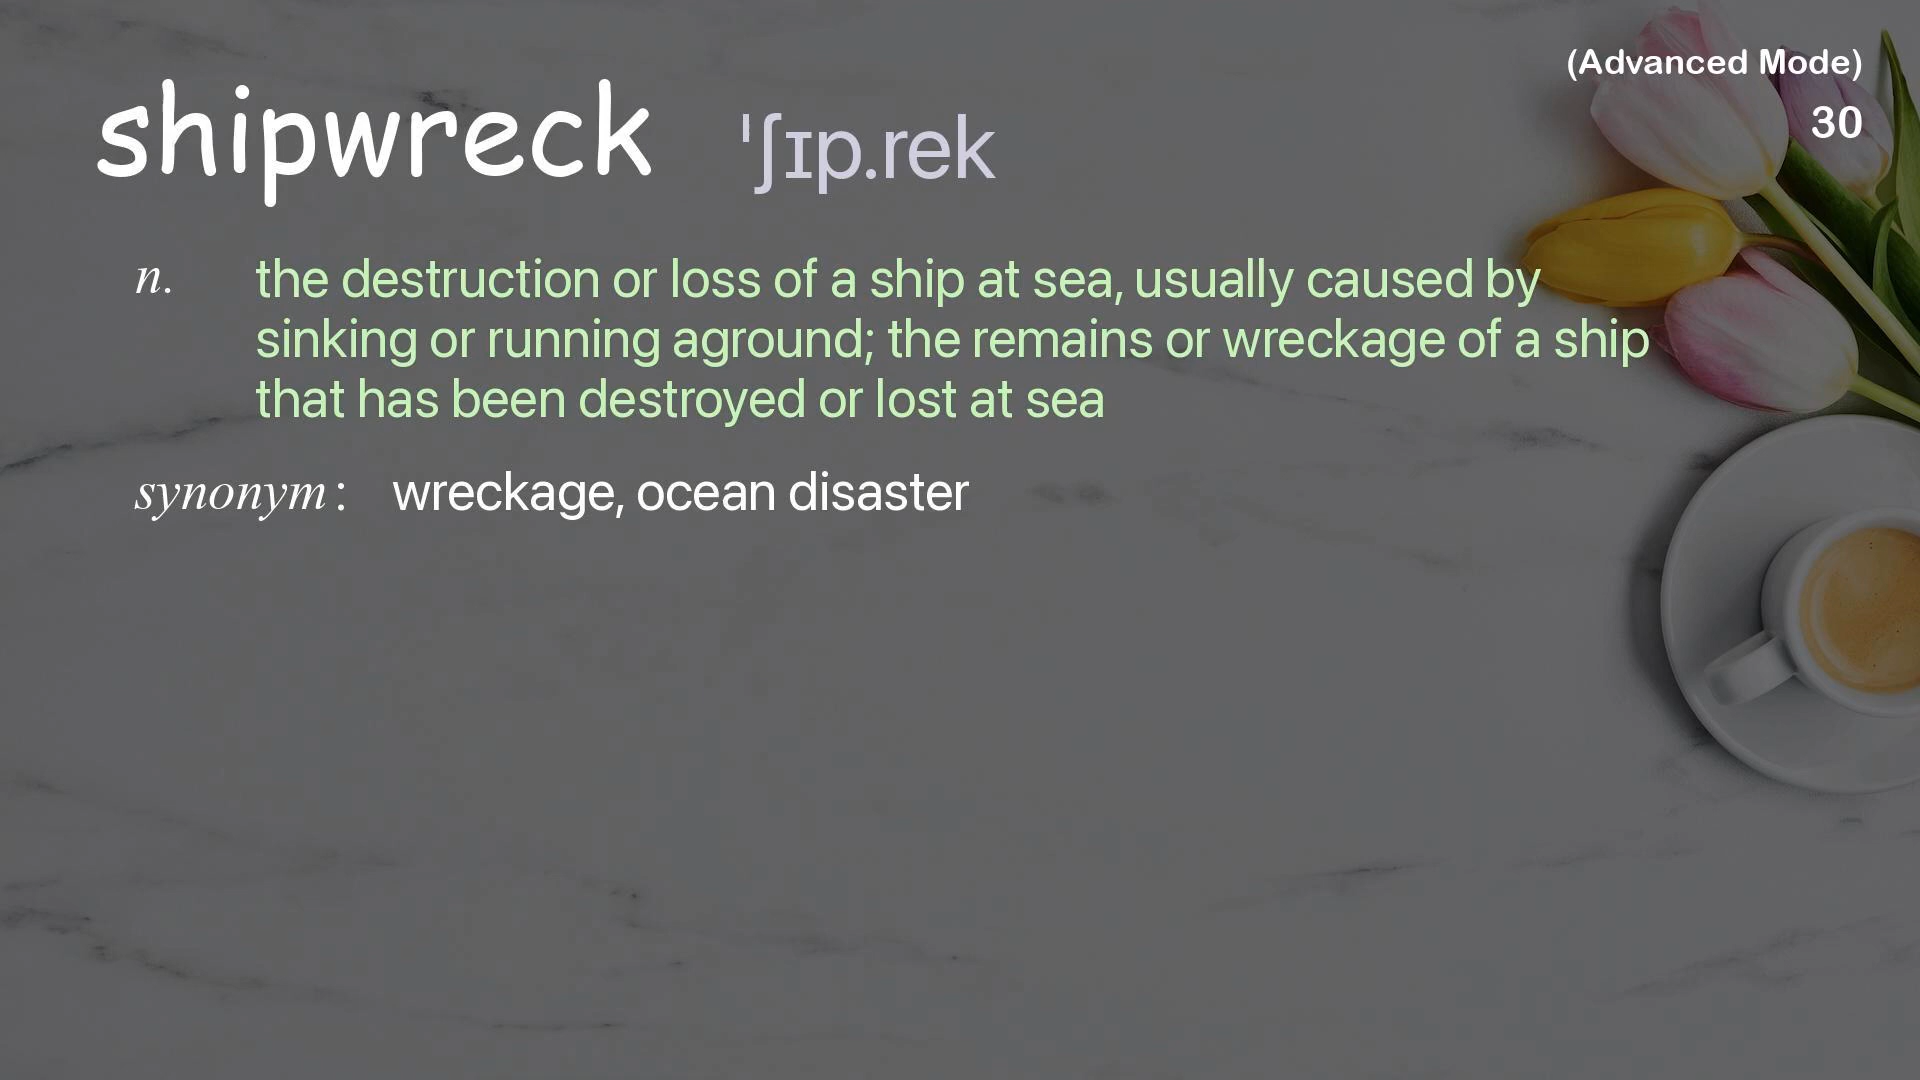 (Advanced Mode)
30
shipwreck ˈʃɪp.rek
n. the destruction or loss of a ship at sea, usually caused by
sinking or running aground; the remains or wreckage of a ship
that has been destroyed or lost at sea
synonym: wreckage, ocean disaster